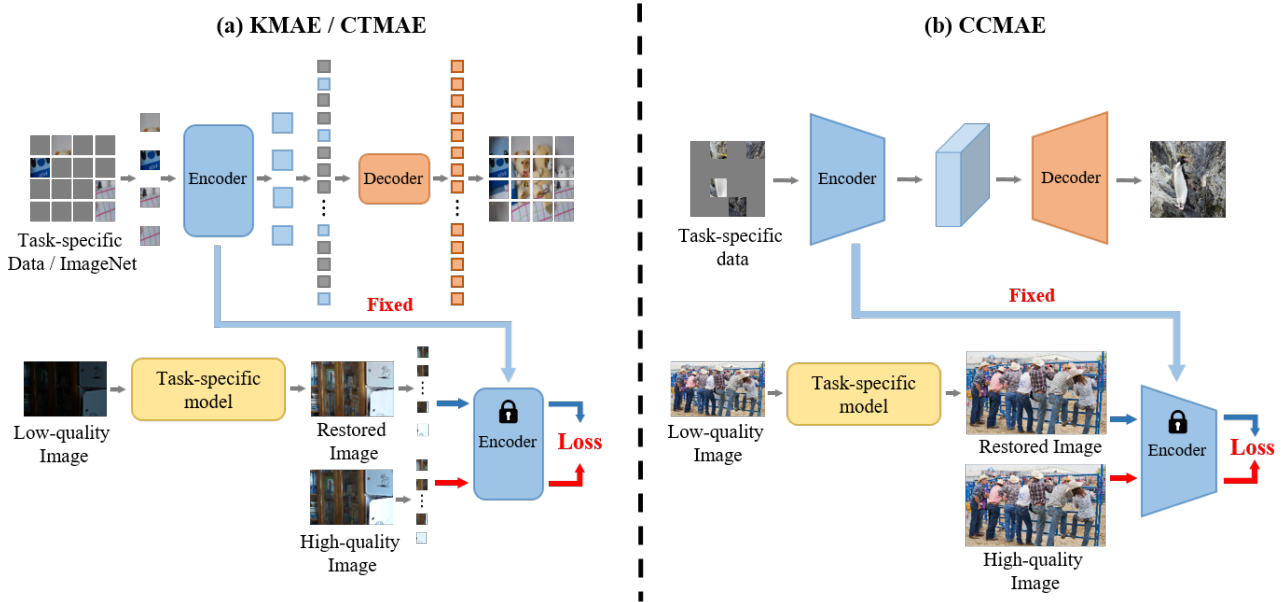 (a) KMAE / CTMAE
Encoder
Decoder
Task-specific
Data / ImageNet
Fixed
Low-quality
Image
Task-specific
model
Restored
Image
High-quality
Image
Encoder
Loss
(b) CCMAE
Encoder
Decoder
Task-specific
data
Fixed
Low-quality
Image
Task-specific
model
Restored Image
High-quality
Image
Encoder
Loss